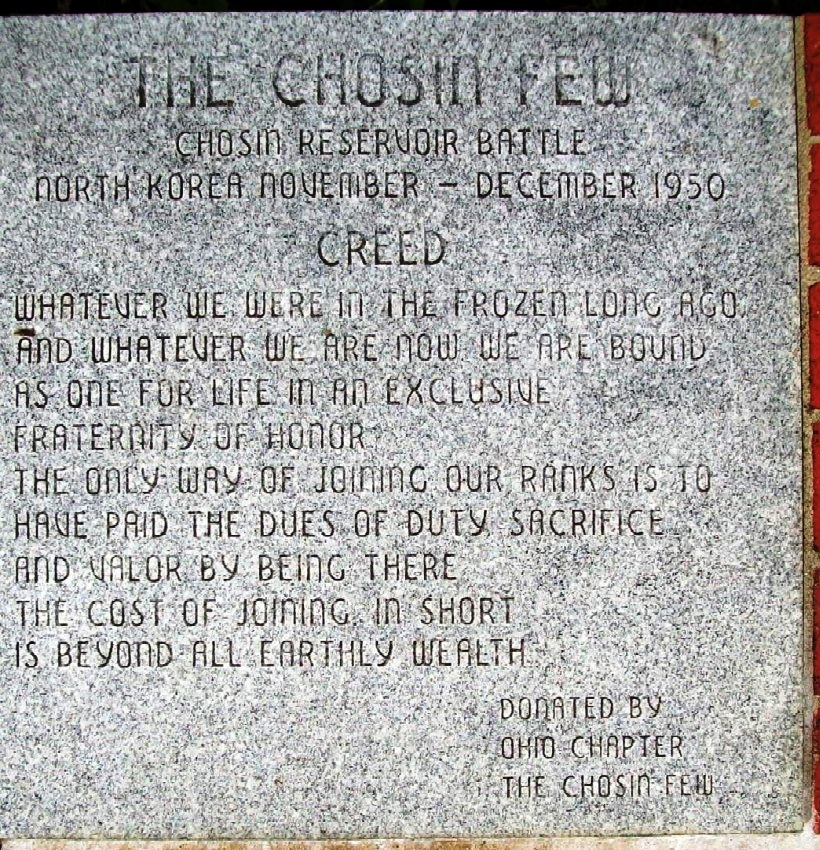 THE CHOSIN FEW
CHOSIN RESERVOIR BATTLE
NORTH KOREA NOVEMBER – DECEMBER 1950
CREED
WHATEVER WE WERE IN THE FROZEN LONG AGO,
AND WHATEVER WE ARE NOW, WE ARE BOUND
AS ONE FOR LIFE IN AN EXCLUSIVE
FRATERNITY OF HONOR.
THE ONLY WAY OF JOINING OUR RANKS IS TO
HAVE PAID THE DUES OF DUTY, SACRIFICE
AND VALOR BY BEING THERE
THE COST OF JOINING, IN SHORT
IS BEYOND ALL EARTHLY WEALTH
DONATED BY
OHIO CHAPTER
THE CHOSIN FEW